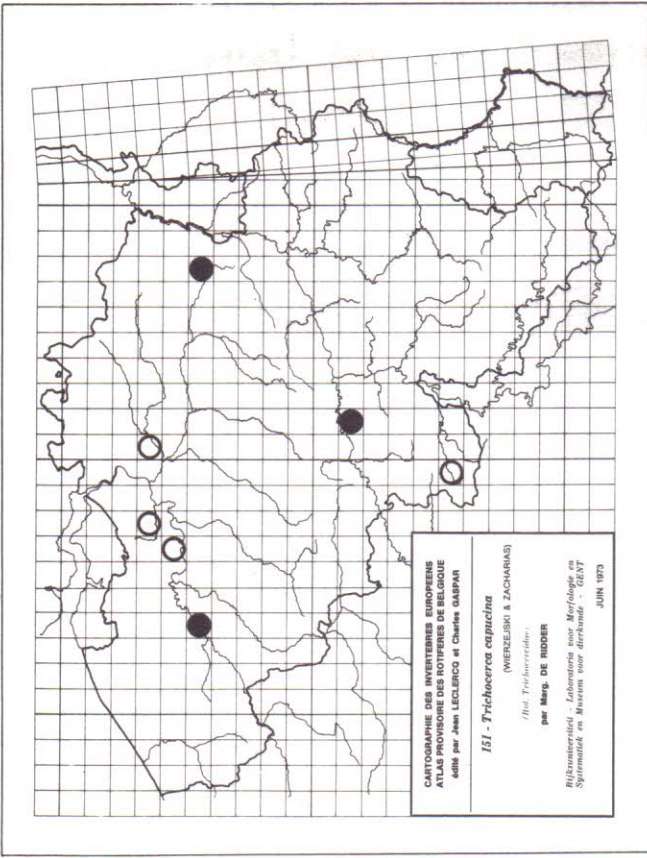 CARTOGRAPHIE DES INVERTEBRES EUROPEENS
ATLAS PROVISOIRE DES ROTIFERES DE BELGIQUE
édité par Jean LECLERCQ et Charles GASPAR
151 - Trichocerca capucina
(WIERZEJSKI & ZACHARIAS)
(Rot. Trichocercidae)
par Marg. DE RIDDER
Rijksuniversiteit - Laboratoria voor Morfologie en
Systematiek en Museum voor dierkunde - GENT
JUIN 1973